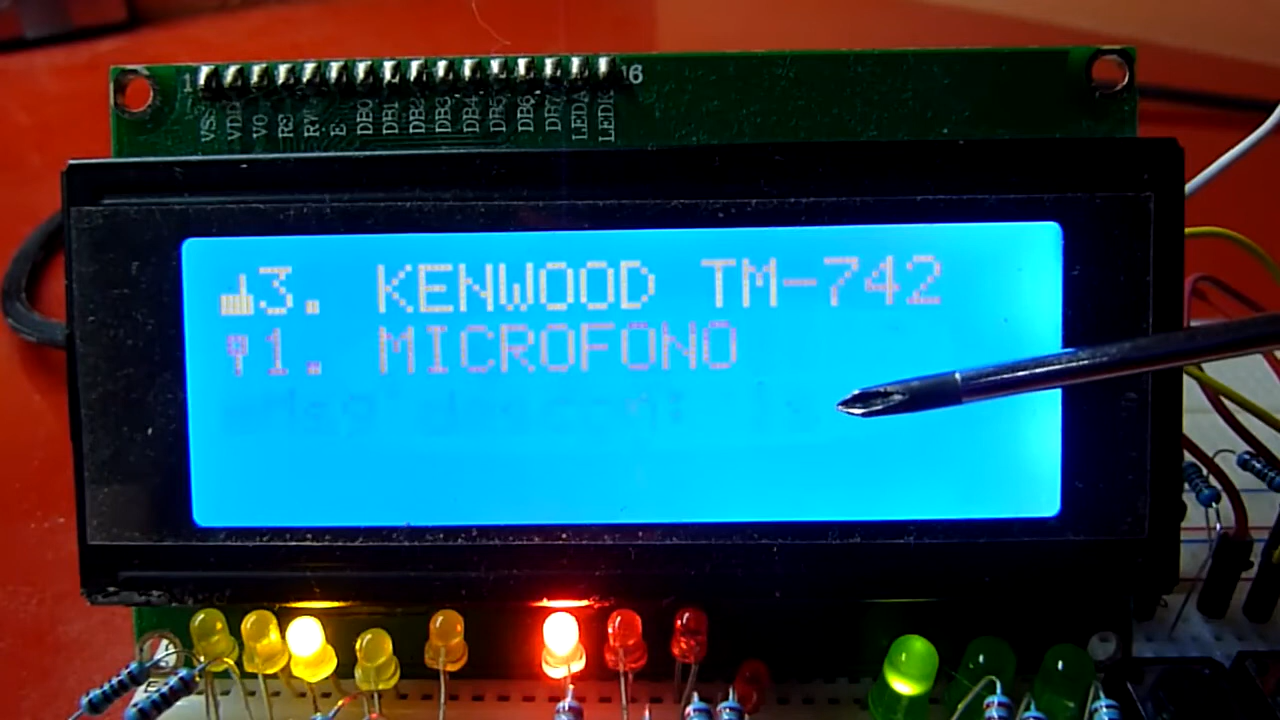 1 16
VSS VDD VO RS RW E DB0 DB1 DB2 DB3 DB4 DB5 DB6 DB7 LEDA LEDK
3. KENWOOD TM-742
1. MICROFONO